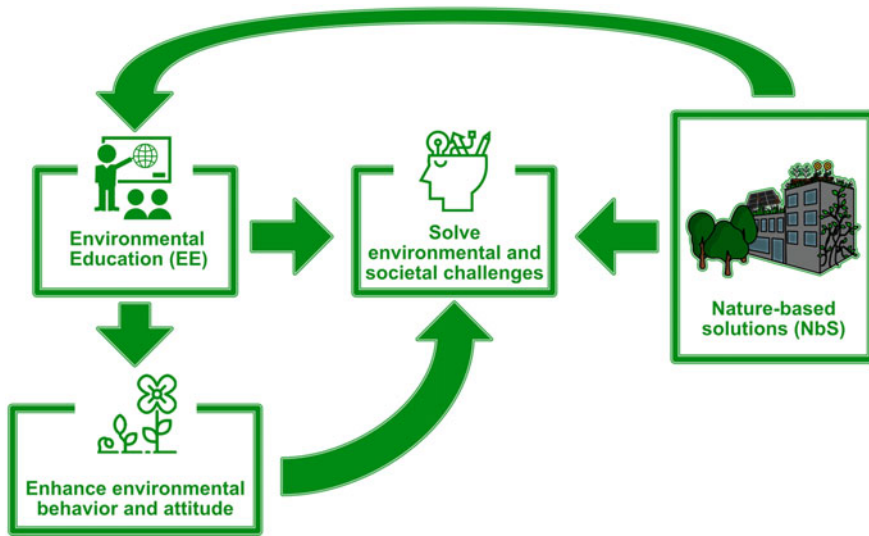 Environmental
Education (EE)
Solve
environmental and
societal challenges
Nature-based
solutions (NbS)
Enhance environmental
behavior and attitude